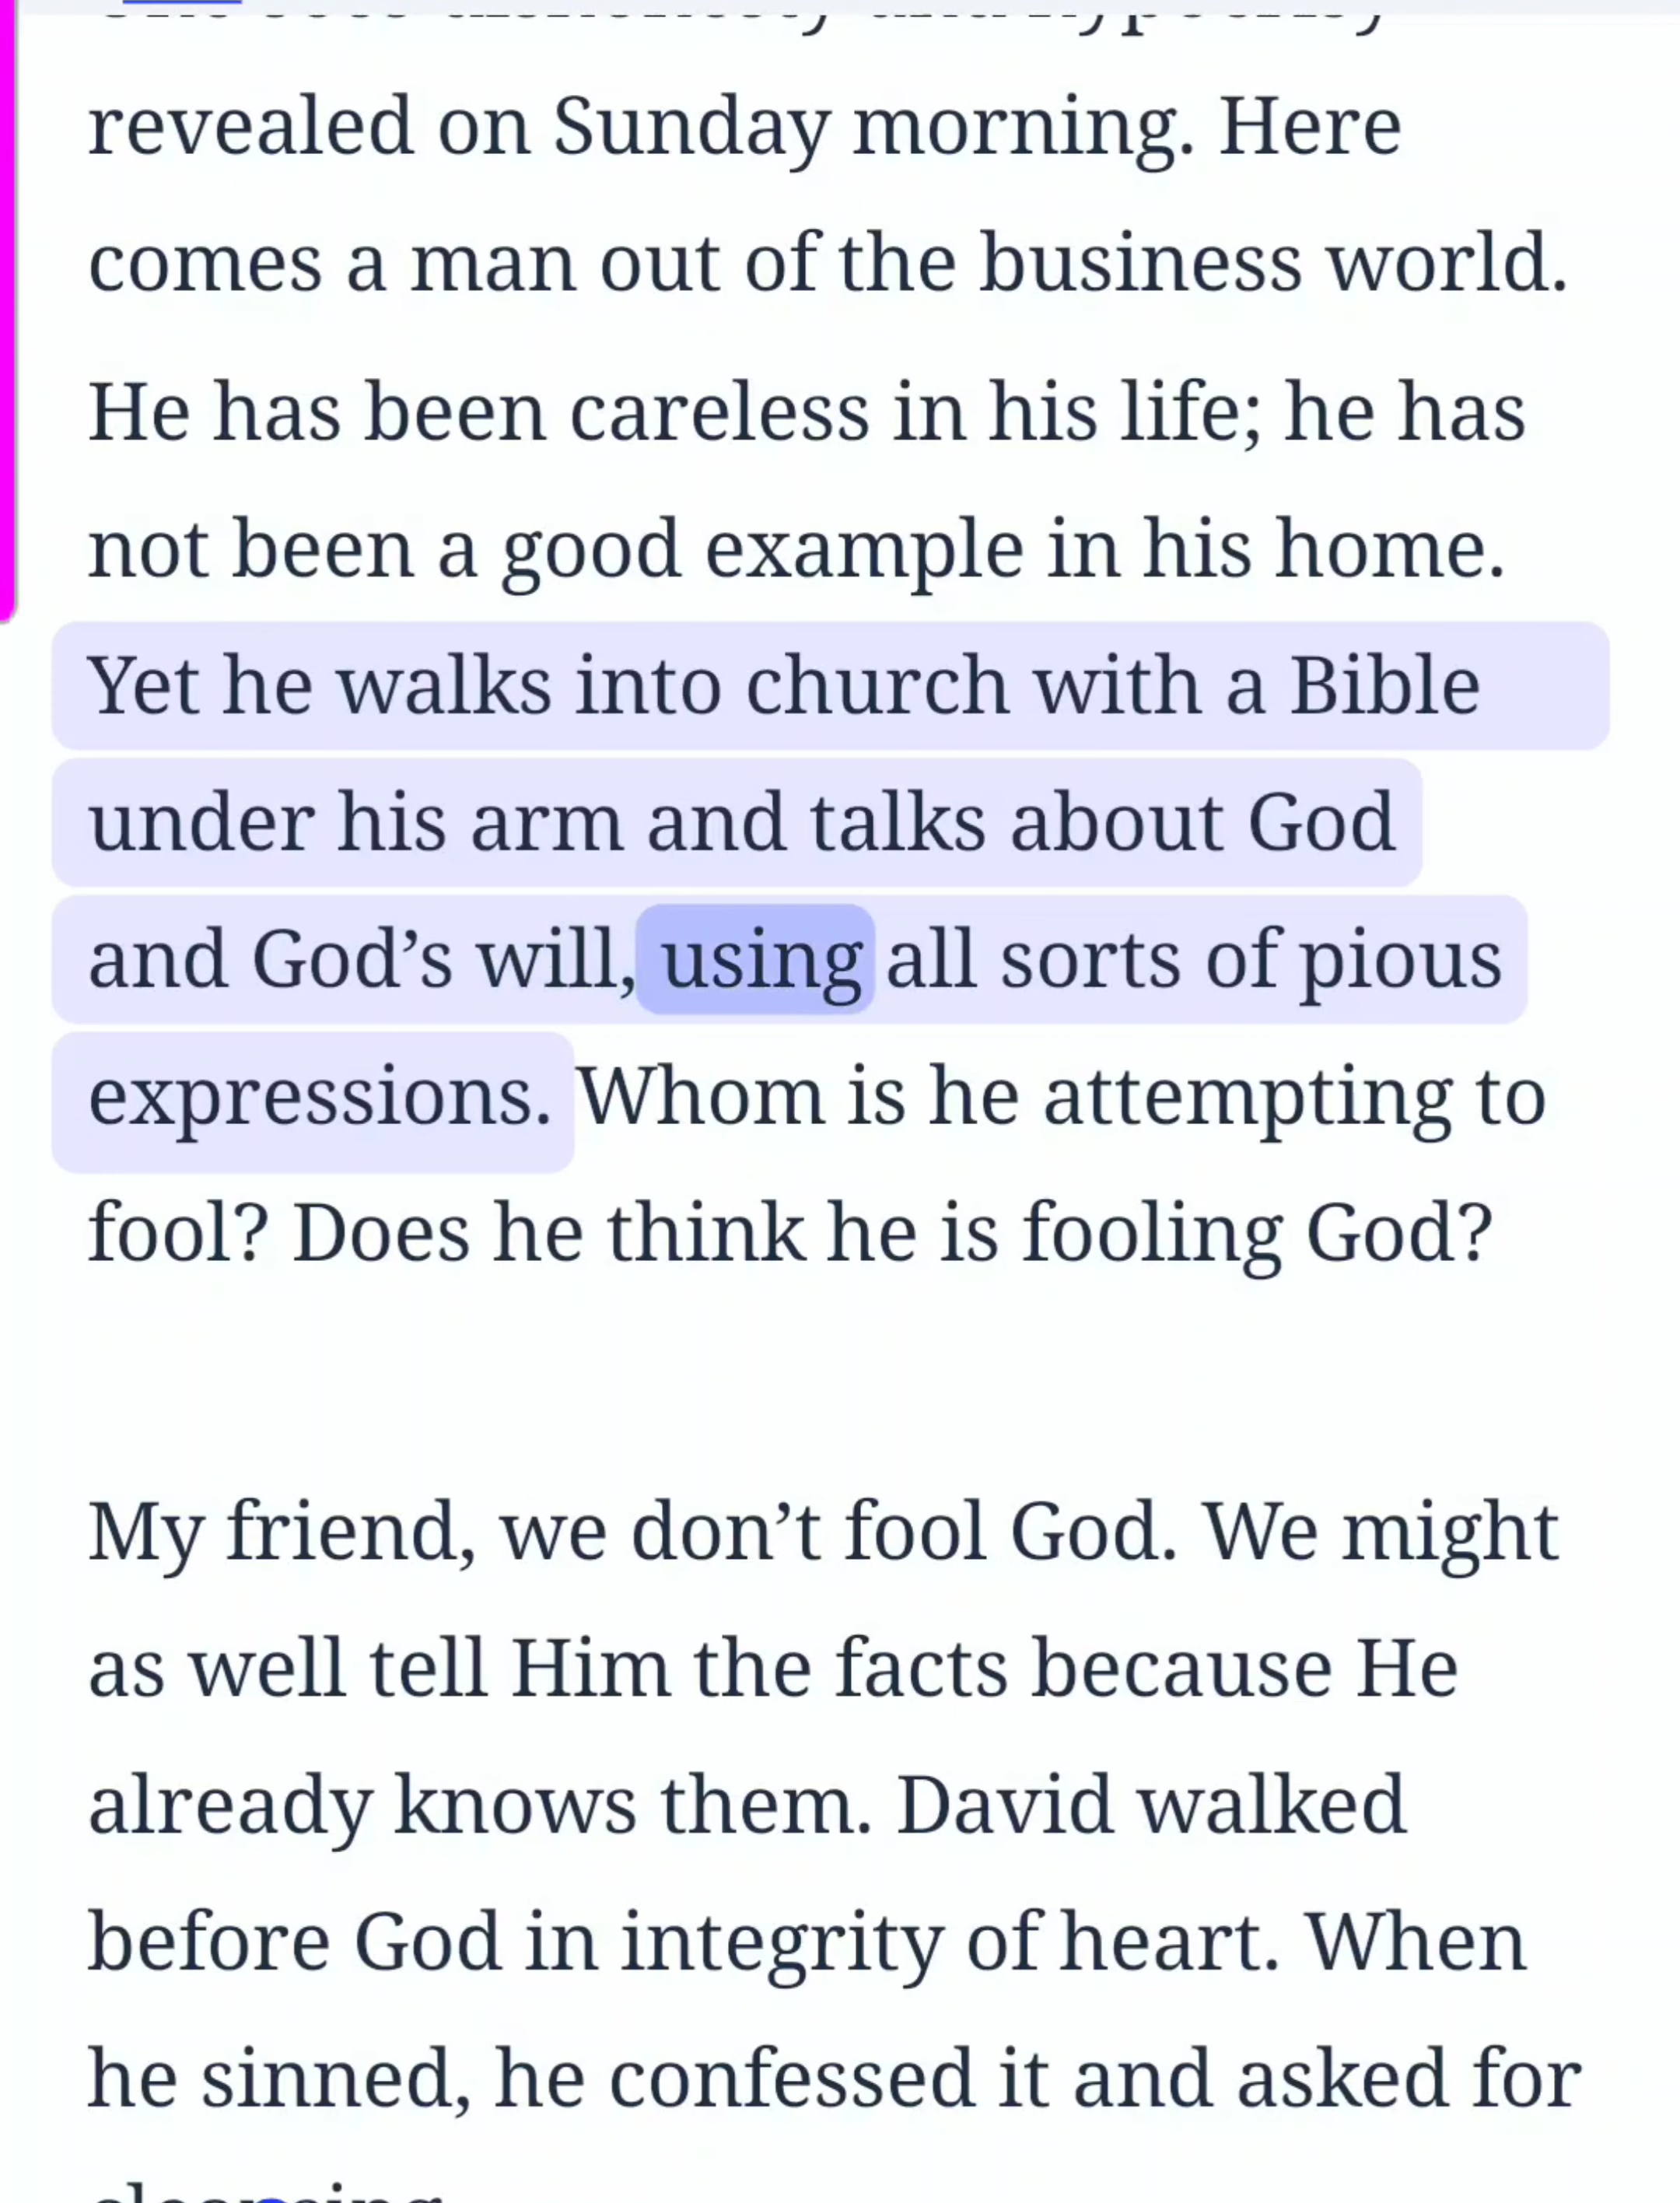 revealed on Sunday morning. Here
comes a man out of the business world.
He has been careless in his life; he has
not been a good example in his home.
Yet he walks into church with a Bible
under his arm and talks about God
and God’s will, using all sorts of pious
expressions. Whom is he attempting to
fool? Does he think he is fooling God?
My friend, we don’t fool God. We might
as well tell Him the facts because He
already knows them. David walked
before God in integrity of heart. When
he sinned, he confessed it and asked for